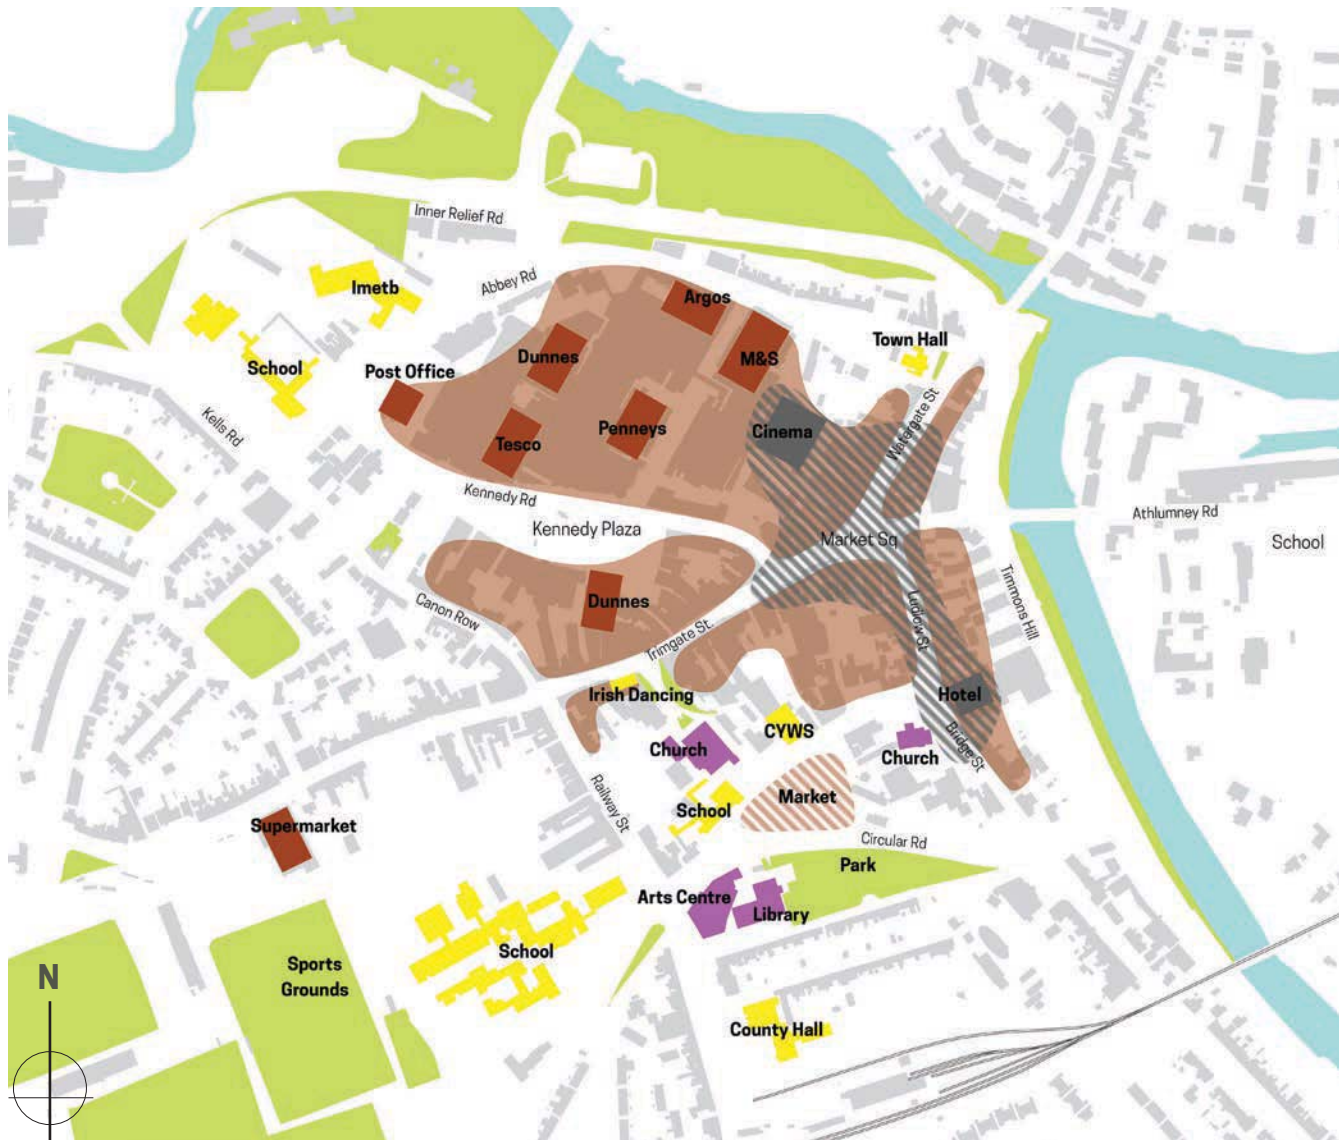 Inner Relief Rd
Abbey Rd
Imetb
Argos
Town Hall
Dunnes
M&S
School
Post Office
Watergate St
Kells Rd
Penneys
Cinema
Tesco
Kennedy Rd
Athlumney Rd
Kennedy Plaza
Market Sq
School
Timmons Hill
Dunnes
Canon Row
Ludlow St
Trimgate St.
Irish Dancing
Hotel
CYWS
Church
Church
Bridge St
Railway St
School
Market
Supermarket
Circular Rd
Park
Arts Centre
Library
School
Sports
Grounds
N
County Hall